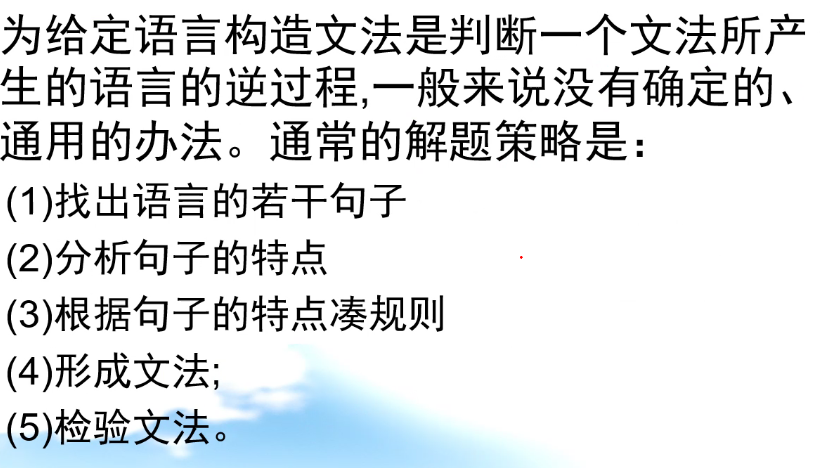 为给定语言构造文法是判断一个文法所产
生的语言的逆过程,一般来说没有确定的、
通用的办法。通常的解题策略是：
(1)找出语言的若干句子
(2)分析句子的特点
(3)根据句子的特点凑规则
(4)形成文法;
(5)检验文法。